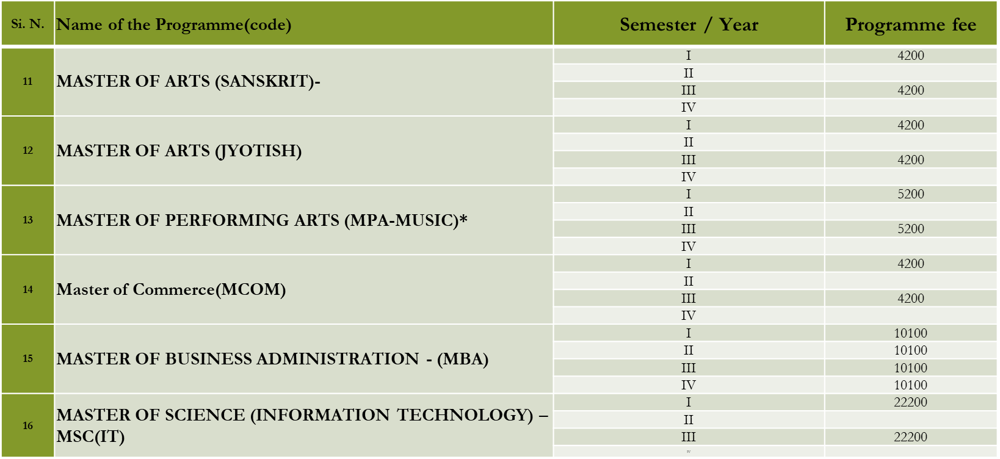 Si. N. Name of the Programme(code) Semester / Year Programme fee
11 MASTER OF ARTS (SANSKRIT)- I 4200
II
III 4200
IV
12 MASTER OF ARTS (JYOTISH) I 4200
II
III 4200
IV
13 MASTER OF PERFORMING ARTS (MPA-MUSIC)* I 5200
II
III 5200
IV
14 Master of Commerce(MCOM) I 4200
II
III 4200
IV
15 MASTER OF BUSINESS ADMINISTRATION - (MBA) I 10100
II 10100
III 10100
IV 10100
16 MASTER OF SCIENCE (INFORMATION TECHNOLOGY) – I 22200
MSC(IT) II
III 22200
IV